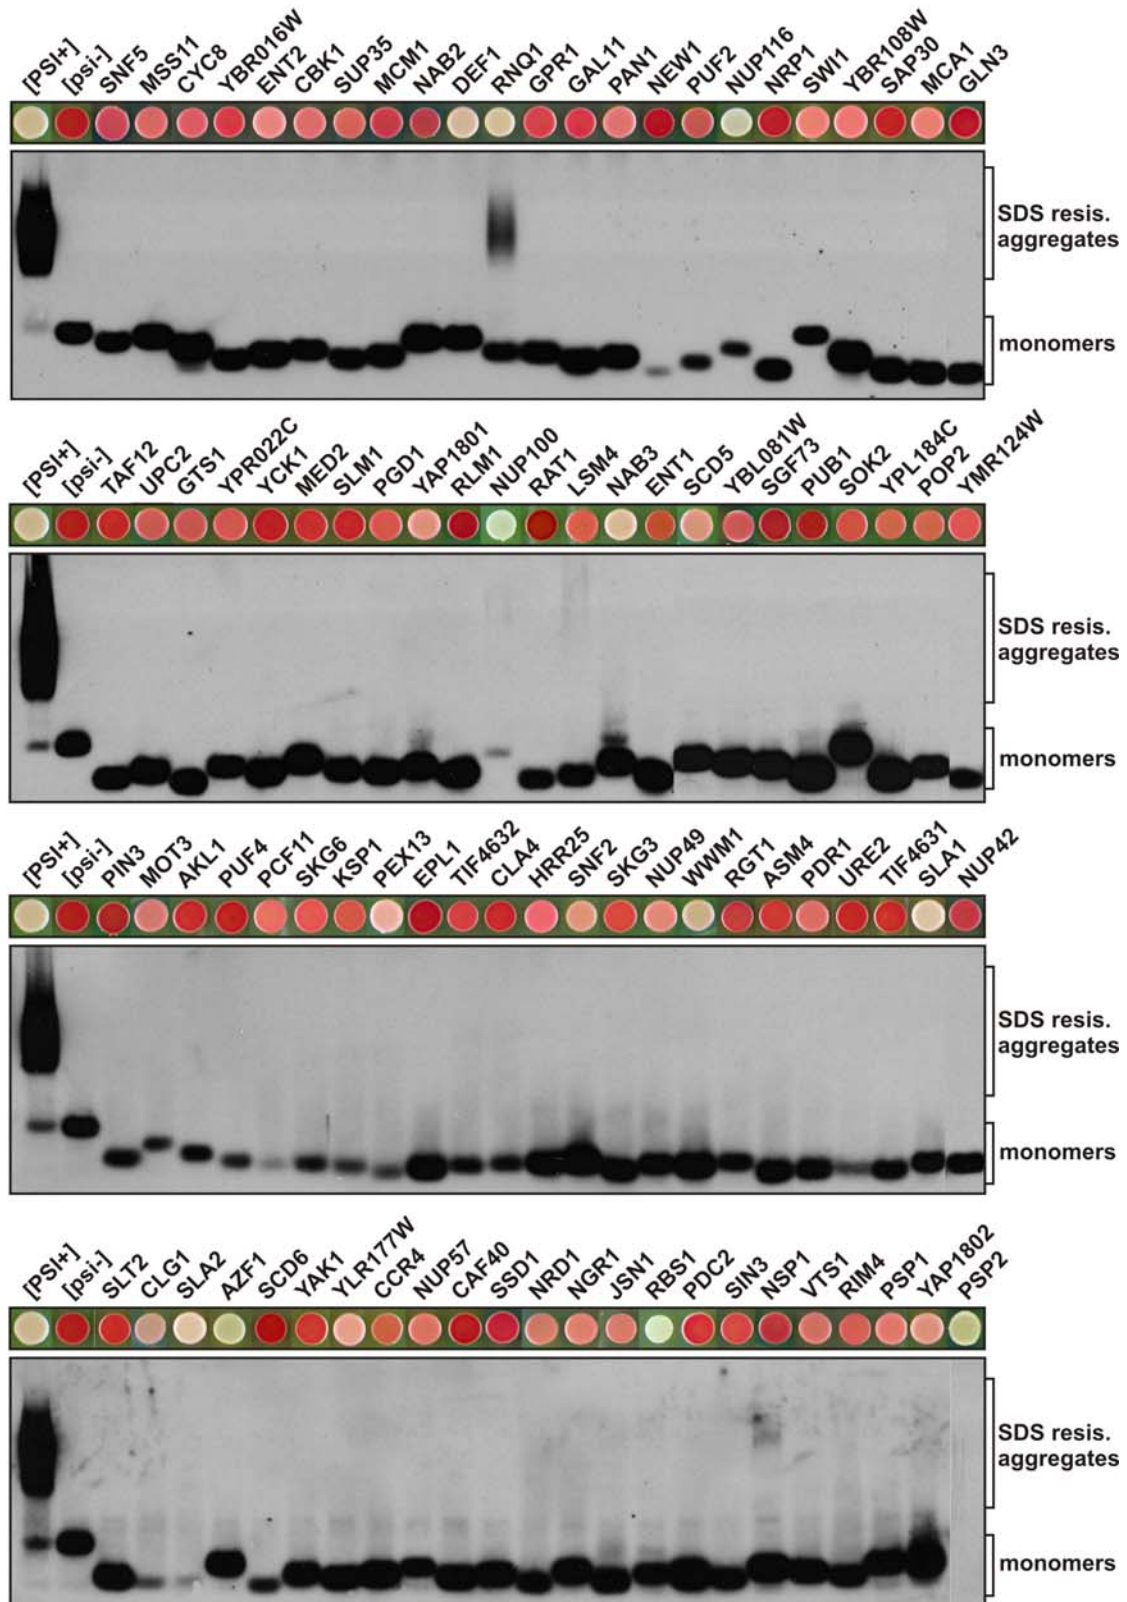 [PSI+] [psi-] SNF5 MSS11 CYC8 YBR016W ENT2 CBK1 SUP35 MCM1 NAB2 DEF1 RNQ1 GPR1 GAL11 PAN1 NEW1 PUF2 NUP116 NRP1 SWI1 YBR108W SAP30 MCA1 GLN3
SDS resis.
aggregates
monomers
[PSI+] [psi-] TAF12 UPC2 GTS1 YPR022C YCK1 MED2 SLM1 PGD1 YAP1801 RLM1 NUP100 RAT1 LSM4 NAB3 ENT1 SCD5 YBL081W SGF73 PUB1 SOK2 YPL184C POP2 YMR124W
SDS resis.
aggregates
monomers
[PSI+] [psi-] PIN3 MOT3 AKL1 PUF4 PCF11 SKG6 KSP1 PEX13 EPL1 TIF4632 CLA4 HRR25 SNF2 SKG3 NUP49 WWM1 RGT1 ASM4 PDR1 URE2 TIF4631 SLA1 NUP42
SDS resis.
aggregates
monomers
[PSI+] [psi-] SLT2 CLG1 SLA2 AZF1 SCD6 YAK1 YLR177W CCR4 NUP57 CAF40 SSD1 NRD1 NGR1 JSN1 RBS1 PDC2 SIN3 NSP1 VTS1 RIM4 PSP1 YAP1802 PSP2
SDS resis.
aggregates
monomers